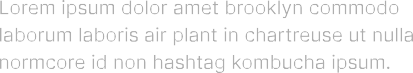 Lorem ipsum dolor amet brooklyn commodo
laborum laboris air plant in chartreuse ut nulla
normcore id non hashtag kombucha ipsum.